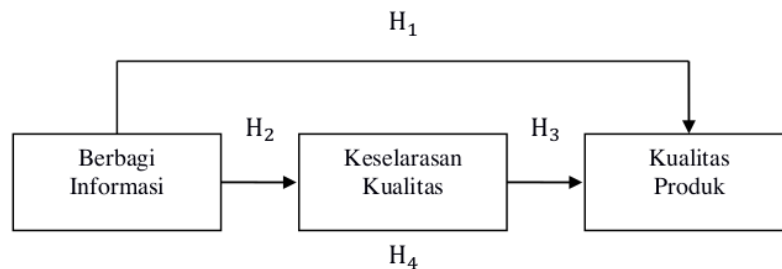 H₁
H₂
H₃
Berbagi
Informasi
Keselarasan
Kualitas
Kualitas
Produk
H₄